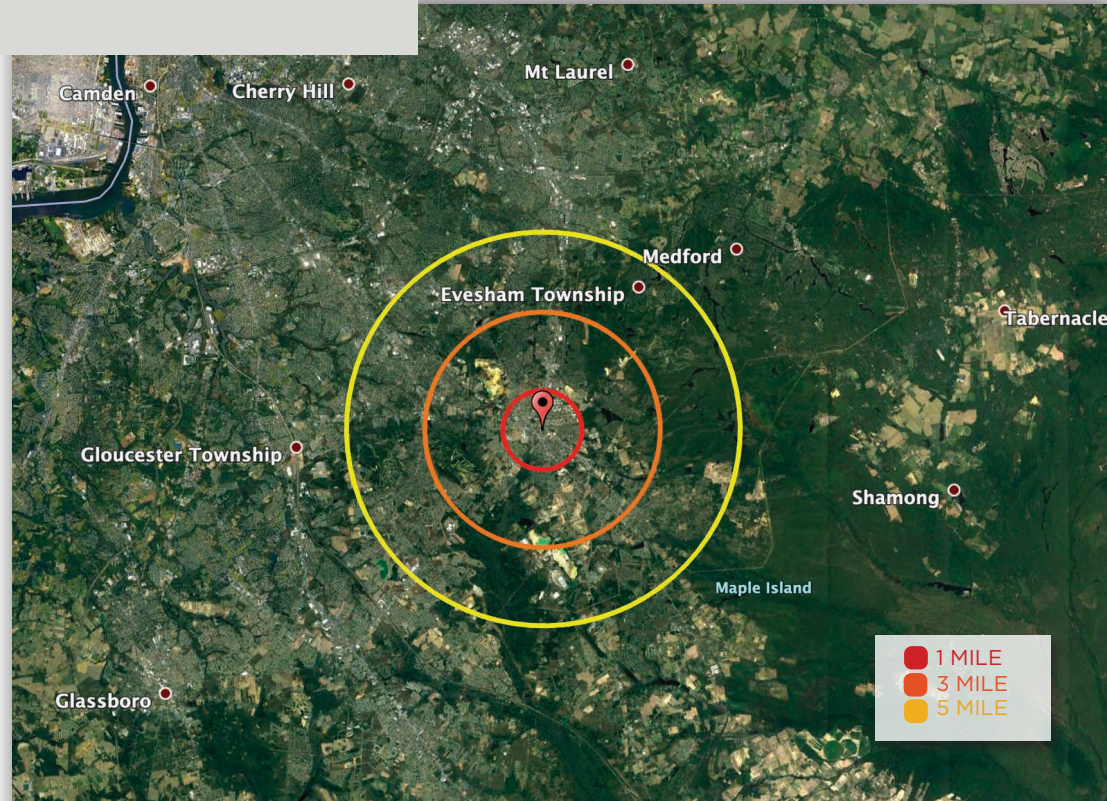 Mt Laurel
Camden
Cherry Hill
Medford
Evesham Township
Tabernacle
Gloucester Township
Shamong
Maple Island
1 MILE
3 MILE
5 MILE
Glassboro